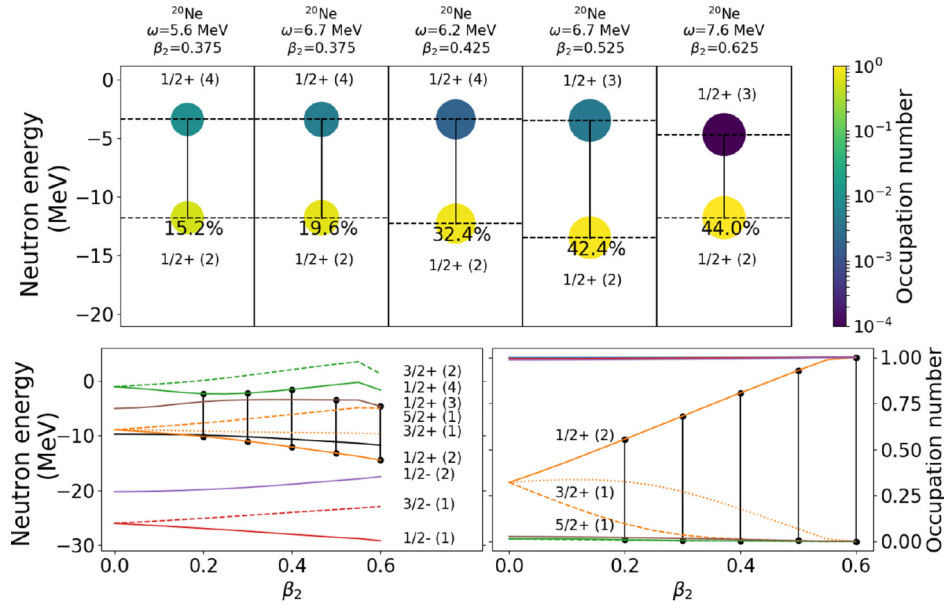 ²⁰Ne
ω=5.6 MeV
β₂=0.375
²⁰Ne
ω=6.7 MeV
β₂=0.375
²⁰Ne
ω=6.2 MeV
β₂=0.425
²⁰Ne
ω=6.7 MeV
β₂=0.525
²⁰Ne
ω=7.6 MeV
β₂=0.625
Neutron energy
(MeV)
0
−5
−10
−15
−20
1/2+ (4)
15.2%
1/2+ (2)
1/2+ (4)
19.6%
1/2+ (2)
1/2+ (4)
32.4%
1/2+ (2)
1/2+ (3)
42.4%
1/2+ (2)
1/2+ (3)
44.0%
1/2+ (2)
10⁰
10⁻¹
10⁻²
10⁻³
10⁻⁴
Occupation number
Neutron energy
(MeV)
0
−10
−20
−30
3/2+ (2)
1/2+ (4)
1/2+ (3)
5/2+ (1)
3/2+ (1)
1/2+ (2)
1/2- (2)
3/2- (1)
1/2- (1)
0.0
0.2
0.4
0.6
β₂
1/2+ (2)
3/2+ (1)
5/2+ (1)
0.0
0.2
0.4
0.6
β₂
1.00
0.75
0.50
0.25
0.00
Occupation number